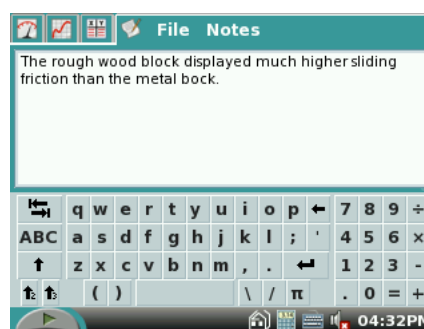 File Notes
The rough wood block displayed much higher sliding
friction than the metal bock.
q w e r t y u i o p 7 8 9 ÷
ABC a s d f g h j k l ; ' 4 5 6 ×
z x c v b n m , . 1 2 3 -
( ) \ / π . 0 = +
04:32PM